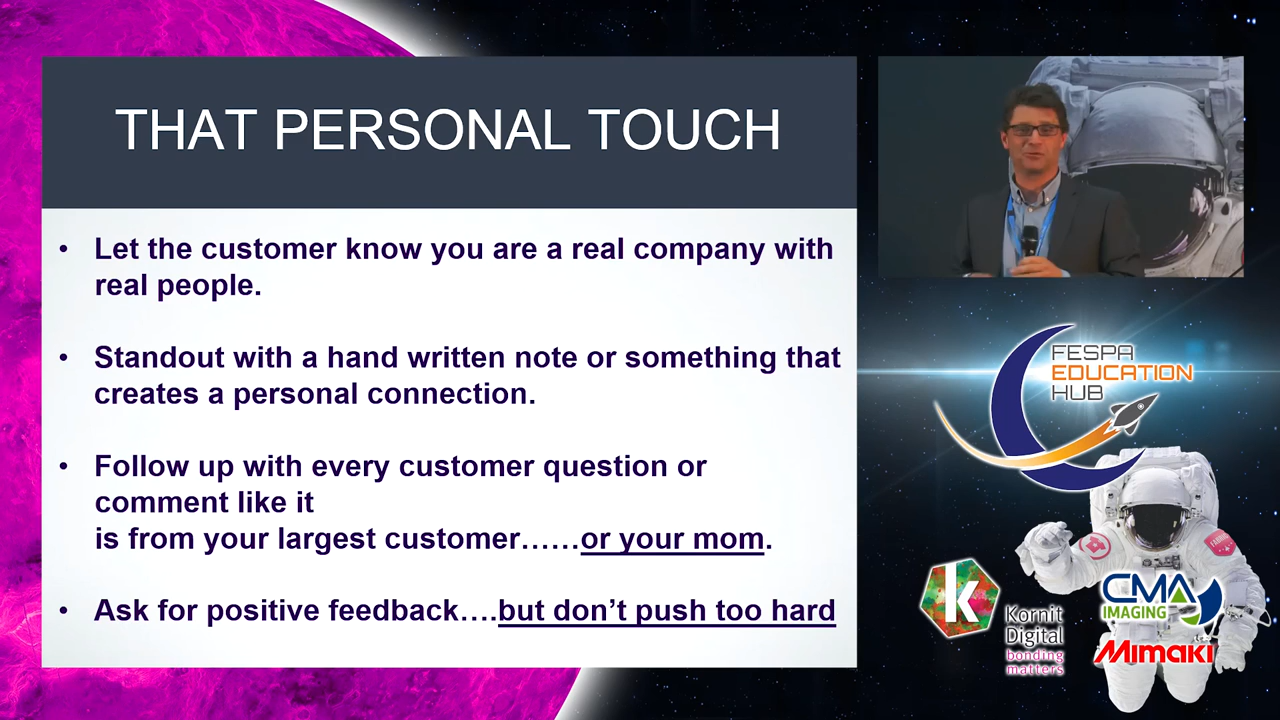 THAT PERSONAL TOUCH
• Let the customer know you are a real company with
real people.
• Standout with a hand written note or something that
creates a personal connection.
• Follow up with every customer question or
comment like it
is from your largest customer……or your mom.
• Ask for positive feedback….but don’t push too hard
FESPA
EDUCATION
HUB
k
Kornit
Digital
bonding
matters
CMA
IMAGING
Mimaki